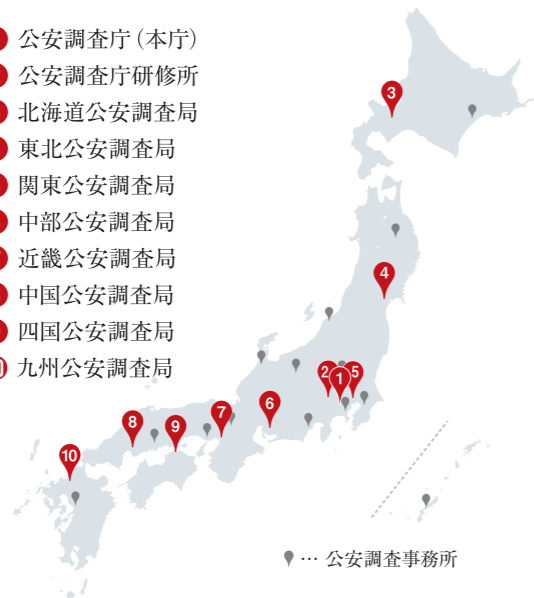 公安調査庁（本庁）
公安調査庁研修所
北海道公安調査局
東北公安調査局
関東公安調査局
中部公安調査局
近畿公安調査局
中国公安調査局
四国公安調査局
九州公安調査局
3
4
2 1 5
6
7
8
9
10
… 公安調査事務所